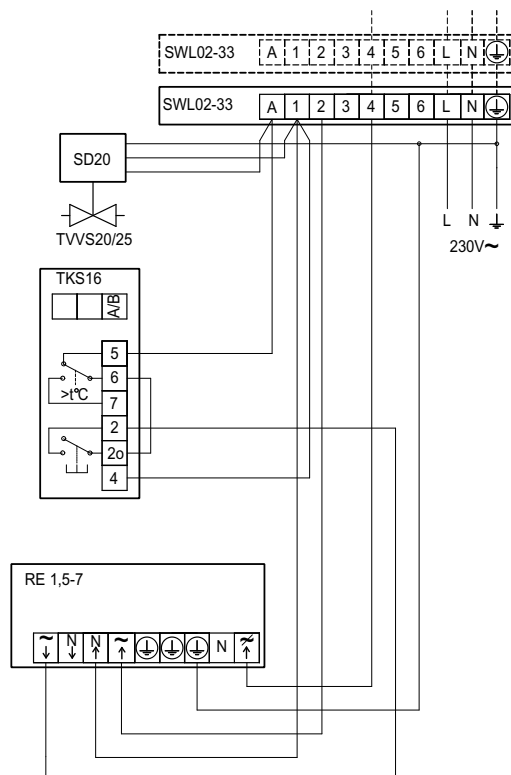 SWL02-33 A 1 2 3 4 5 6 L N
SWL02-33 A 1 2 3 4 5 6 L N
SD20
TVVS20/25
L N
230V~
TKS16
A/B
5
6
>t°C
7
2
2o
4
RE 1,5-7
~ N N ~ N ~